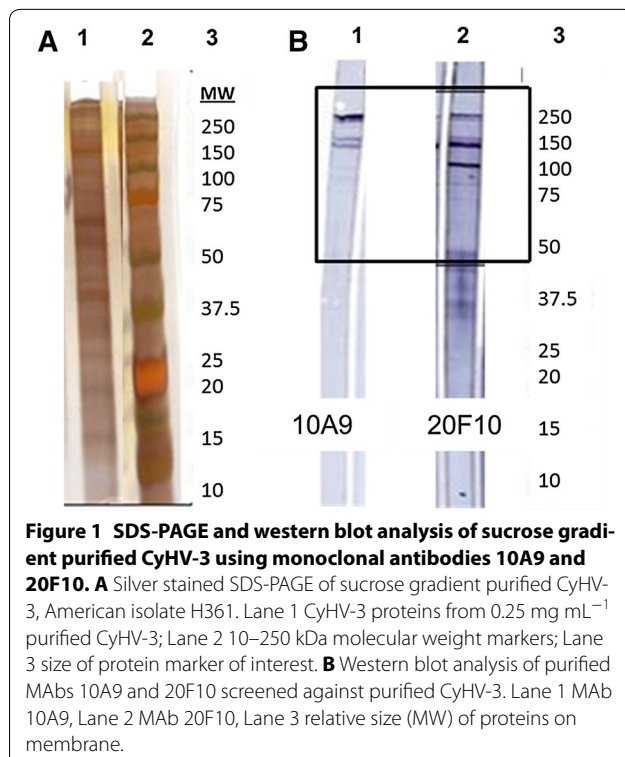 A 1 2 3
MW
250
150
100
75
50
37.5
25
20
15
10
B 1 2 3
250
150
100
75
50
37.5
25
20
15
10
10A9 20F10
Figure 1 SDS-PAGE and western blot analysis of sucrose gradi-
ent purified CyHV-3 using monoclonal antibodies 10A9 and
20F10. A Silver stained SDS-PAGE of sucrose gradient purified CyHV-
3, American isolate H361. Lane 1 CyHV-3 proteins from 0.25 mg mL−1
purified CyHV-3; Lane 2 10–250 kDa molecular weight markers; Lane
3 size of protein marker of interest. B Western blot analysis of purified
MAbs 10A9 and 20F10 screened against purified CyHV-3. Lane 1 MAb
10A9, Lane 2 MAb 20F10, Lane 3 relative size (MW) of proteins on
membrane.